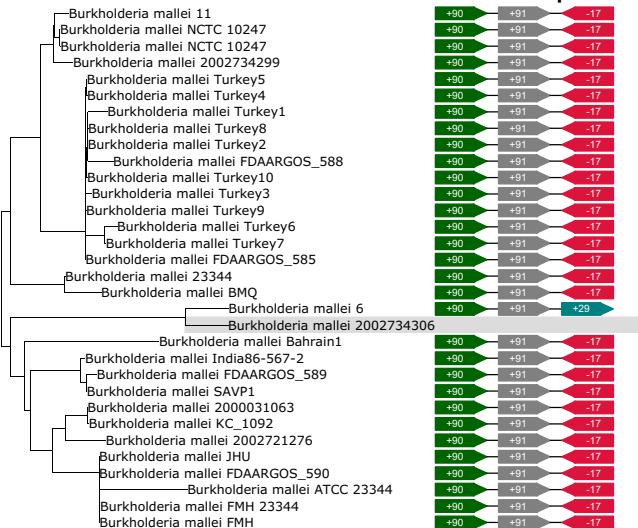 Burkholderia mallei 11 +90 +91 -17
Burkholderia mallei NCTC 10247 +90 +91 -17
Burkholderia mallei NCTC 10247 +90 +91 -17
Burkholderia mallei 2002734299 +90 +91 -17
Burkholderia mallei Turkey5 +90 +91 -17
Burkholderia mallei Turkey4 +90 +91 -17
Burkholderia mallei Turkey1 +90 +91 -17
Burkholderia mallei Turkey8 +90 +91 -17
Burkholderia mallei Turkey2 +90 +91 -17
Burkholderia mallei FDAARGOS_588 +90 +91 -17
Burkholderia mallei Turkey10 +90 +91 -17
Burkholderia mallei Turkey3 +90 +91 -17
Burkholderia mallei Turkey9 +90 +91 -17
Burkholderia mallei Turkey6 +90 +91 -17
Burkholderia mallei Turkey7 +90 +91 -17
Burkholderia mallei FDAARGOS_585 +90 +91 -17
Burkholderia mallei 23344 +90 +91 -17
Burkholderia mallei BMQ +90 +91 -17
Burkholderia mallei 6 +90 +91 +29
Burkholderia mallei 2002734306
Burkholderia mallei Bahrain1 +90 +91 -17
Burkholderia mallei India86-567-2 +90 +91 -17
Burkholderia mallei FDAARGOS_589 +90 +91 -17
Burkholderia mallei SAVP1 +90 +91 -17
Burkholderia mallei 2000031063 +90 +91 -17
Burkholderia mallei KC_1092 +90 +91 -17
Burkholderia mallei 2002721276 +90 +91 -17
Burkholderia mallei JHU +90 +91 -17
Burkholderia mallei FDAARGOS_590 +90 +91 -17
Burkholderia mallei ATCC 23344 +90 +91 -17
Burkholderia mallei FMH 23344 +90 +91 -17
Burkholderia mallei FMH +90 +91 -17